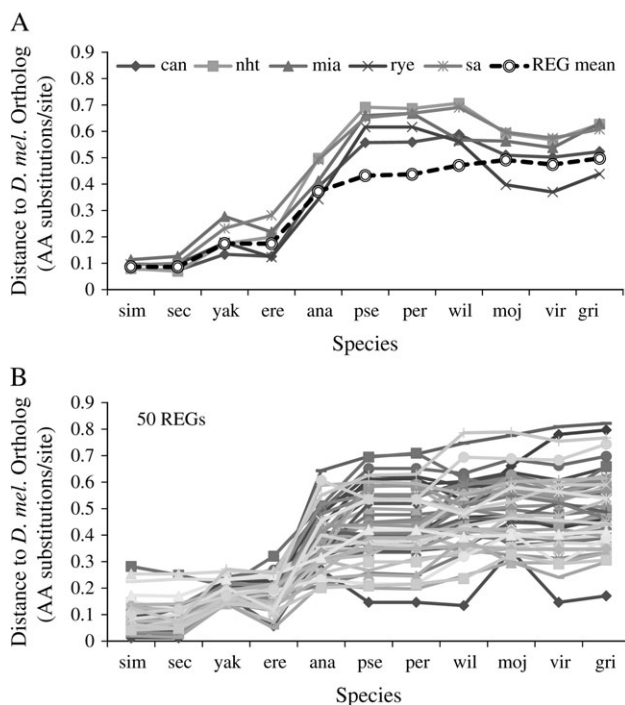 A
Distance to D. mel. Ortholog
(AA substitutions/site)
0.9
0.8
0.7
0.6
0.5
0.4
0.3
0.2
0.1
0
can nht mia rye sa REG mean
sim sec yak ere ana pse per wil moj vir gri
Species
B
Distance to D. mel. Ortholog
(AA substitutions/site)
0.9
0.8
0.7
0.6
0.5
0.4
0.3
0.2
0.1
0
50 REGs
sim sec yak ere ana pse per wil moj vir gri
Species